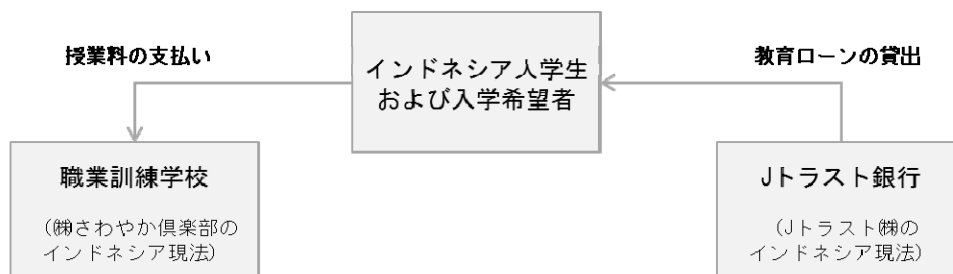 授業料の支払い
インドネシア人学生
および入学希望者
教育ローンの貸出
職業訓練学校
(㈱さわやか倶楽部の
インドネシア現法)
Jトラスト銀行
(Jトラスト㈱の
インドネシア現法)